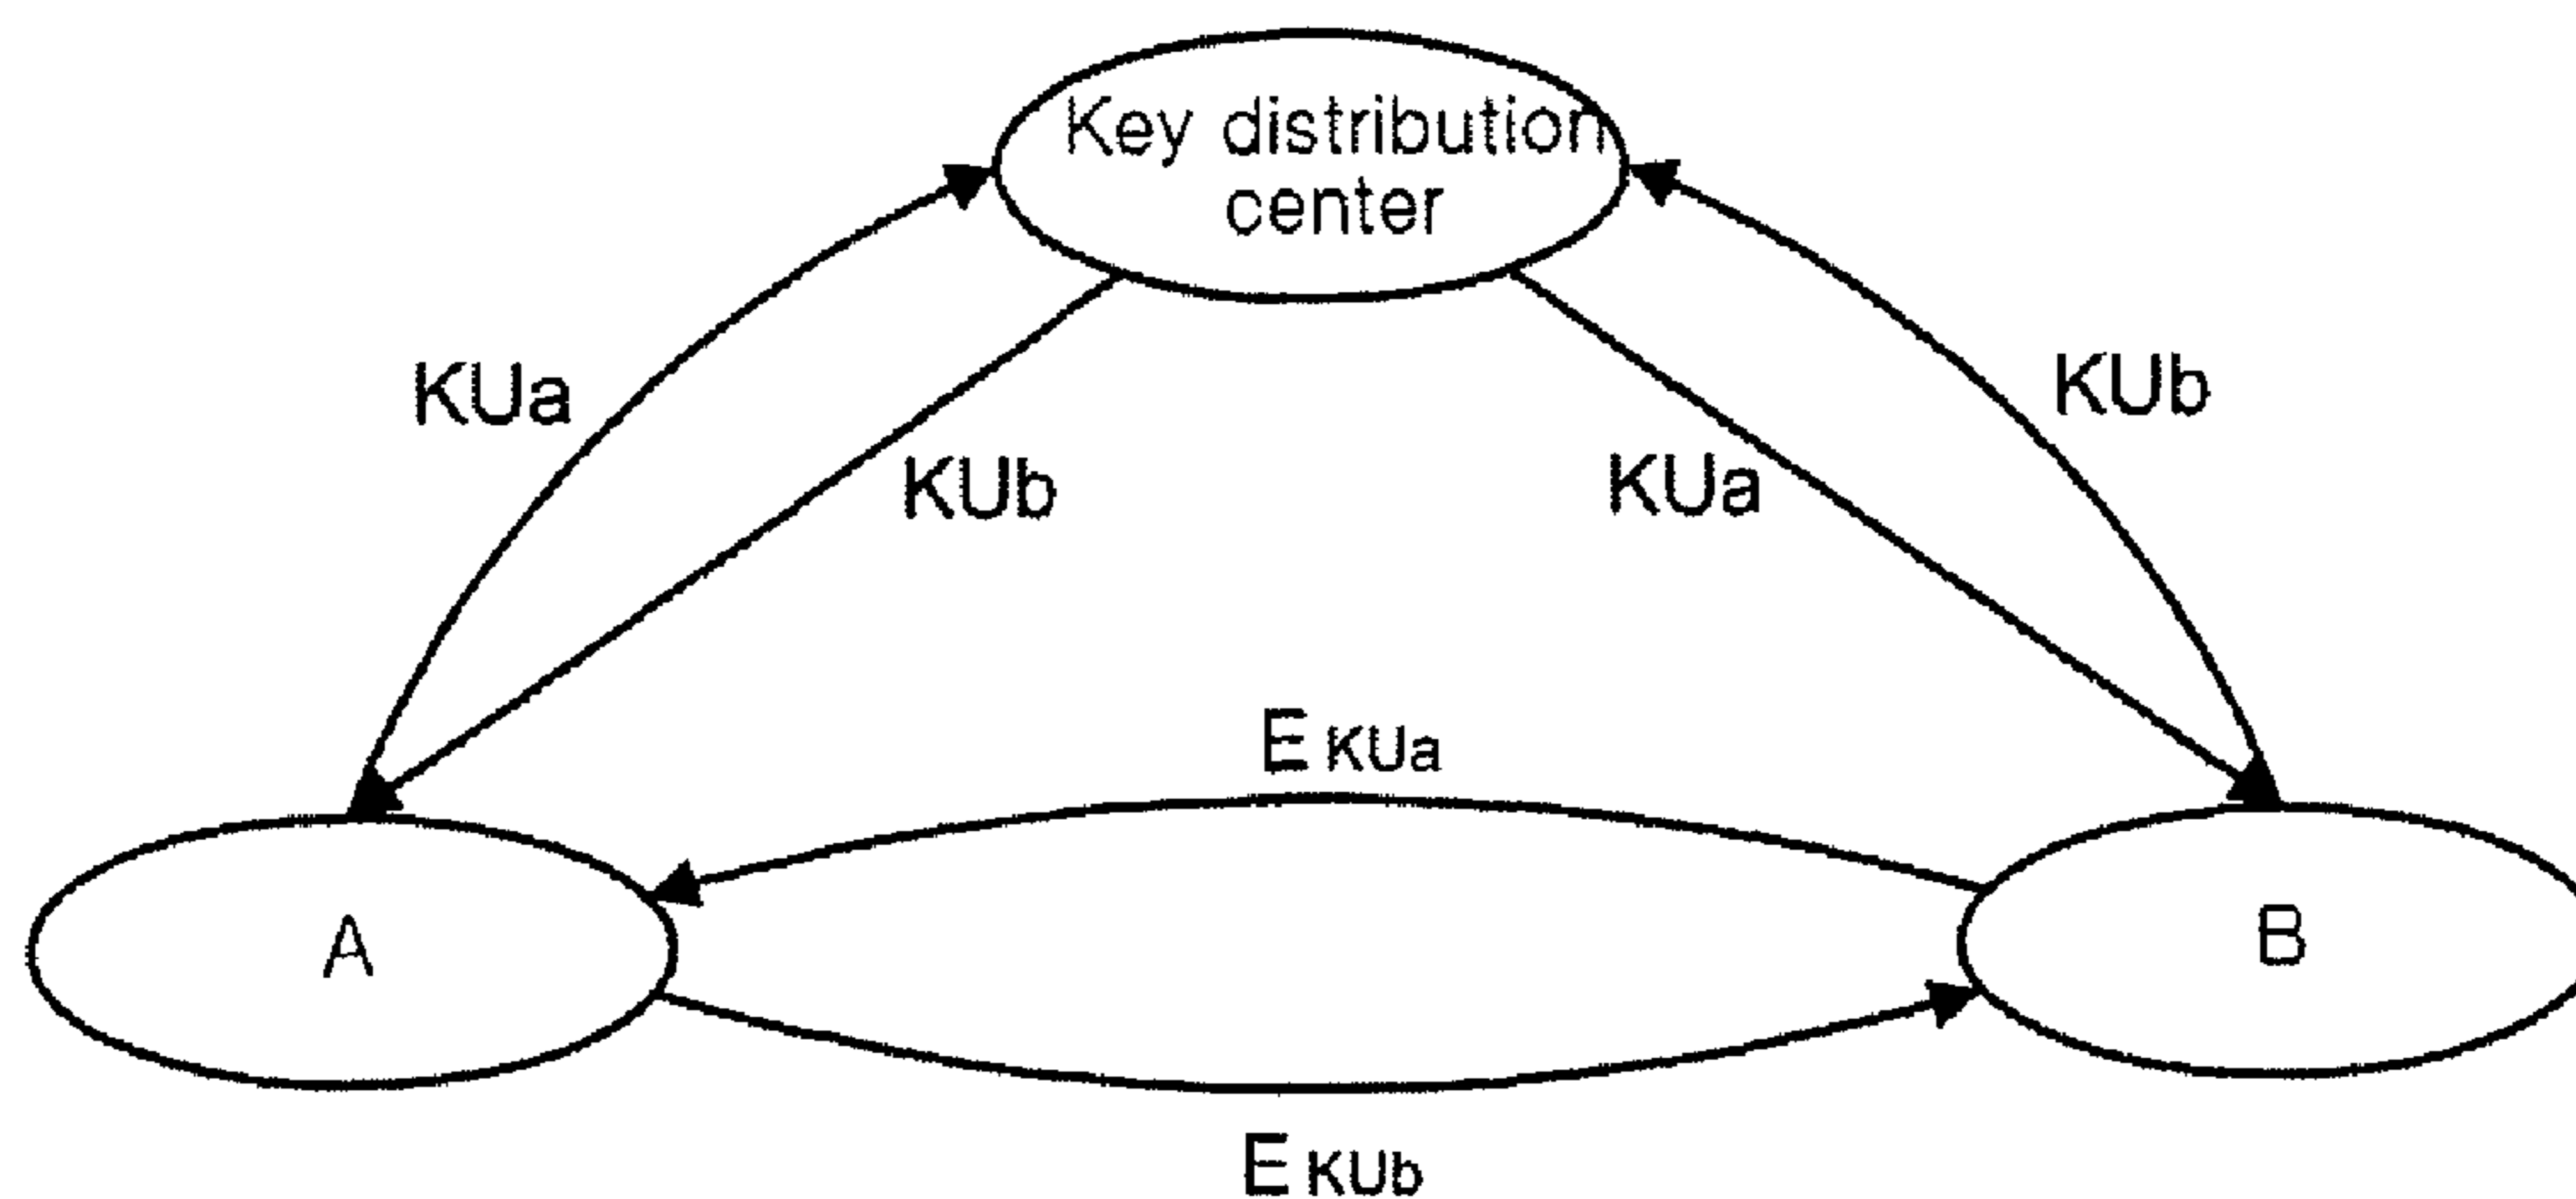 Key distribution
center
KUa
KUb
KUb
KUa
E KUa
A
B
E KUb